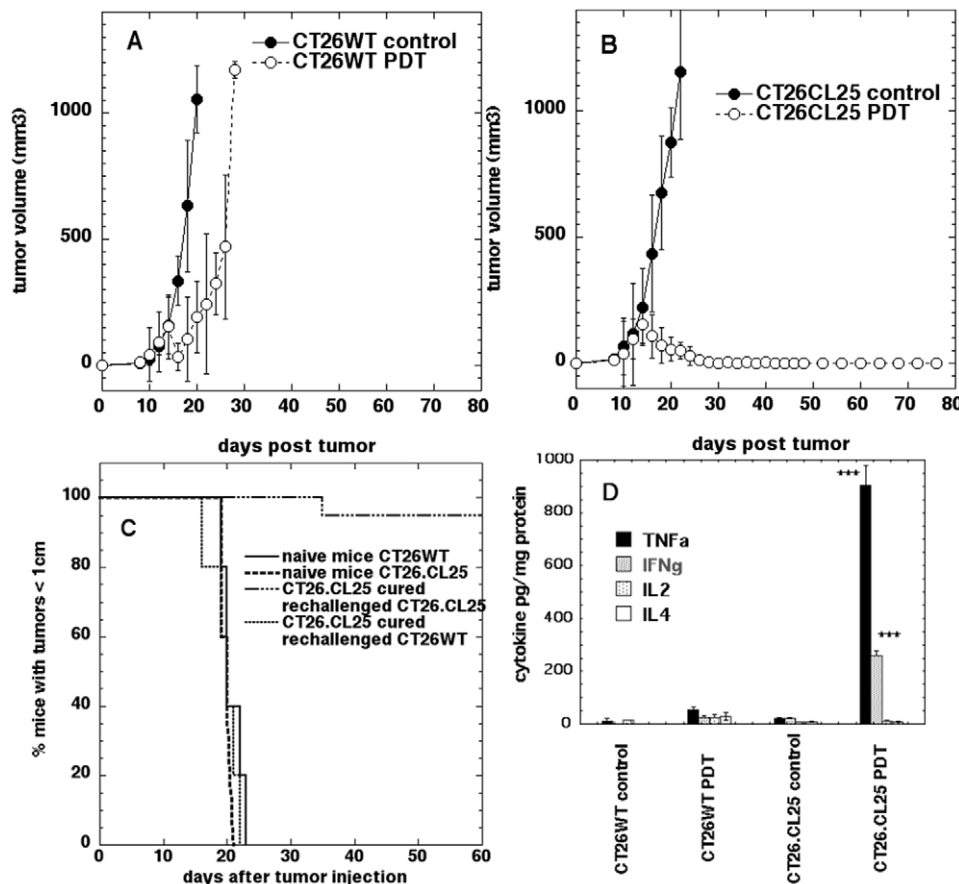 A
CT26WT control
CT26WT PDT
tumor volume (mm3)
1000
500
0
0 10 20 30 40 50 60 70 80
days post tumor
B
CT26CL25 control
CT26CL25 PDT
tumor volume (mm3)
1000
500
0
0 10 20 30 40 50 60 70 80
days post tumor
C
naive mice CT26WT
naive mice CT26.CL25
CT26.CL25 cured
rechallenged CT26.CL25
CT26.CL25 cured
rechallenged CT26WT
% mice with tumors < 1cm
100
80
60
40
20
0
0 10 20 30 40 50 60
days after tumor injection
D
***
***
TNFa
IFNg
IL2
IL4
cytokine pg/mg protein
1000
800
600
400
200
0
CT26WT control
CT26WT PDT
CT26.CL25 control
CT26.CL25 PDT